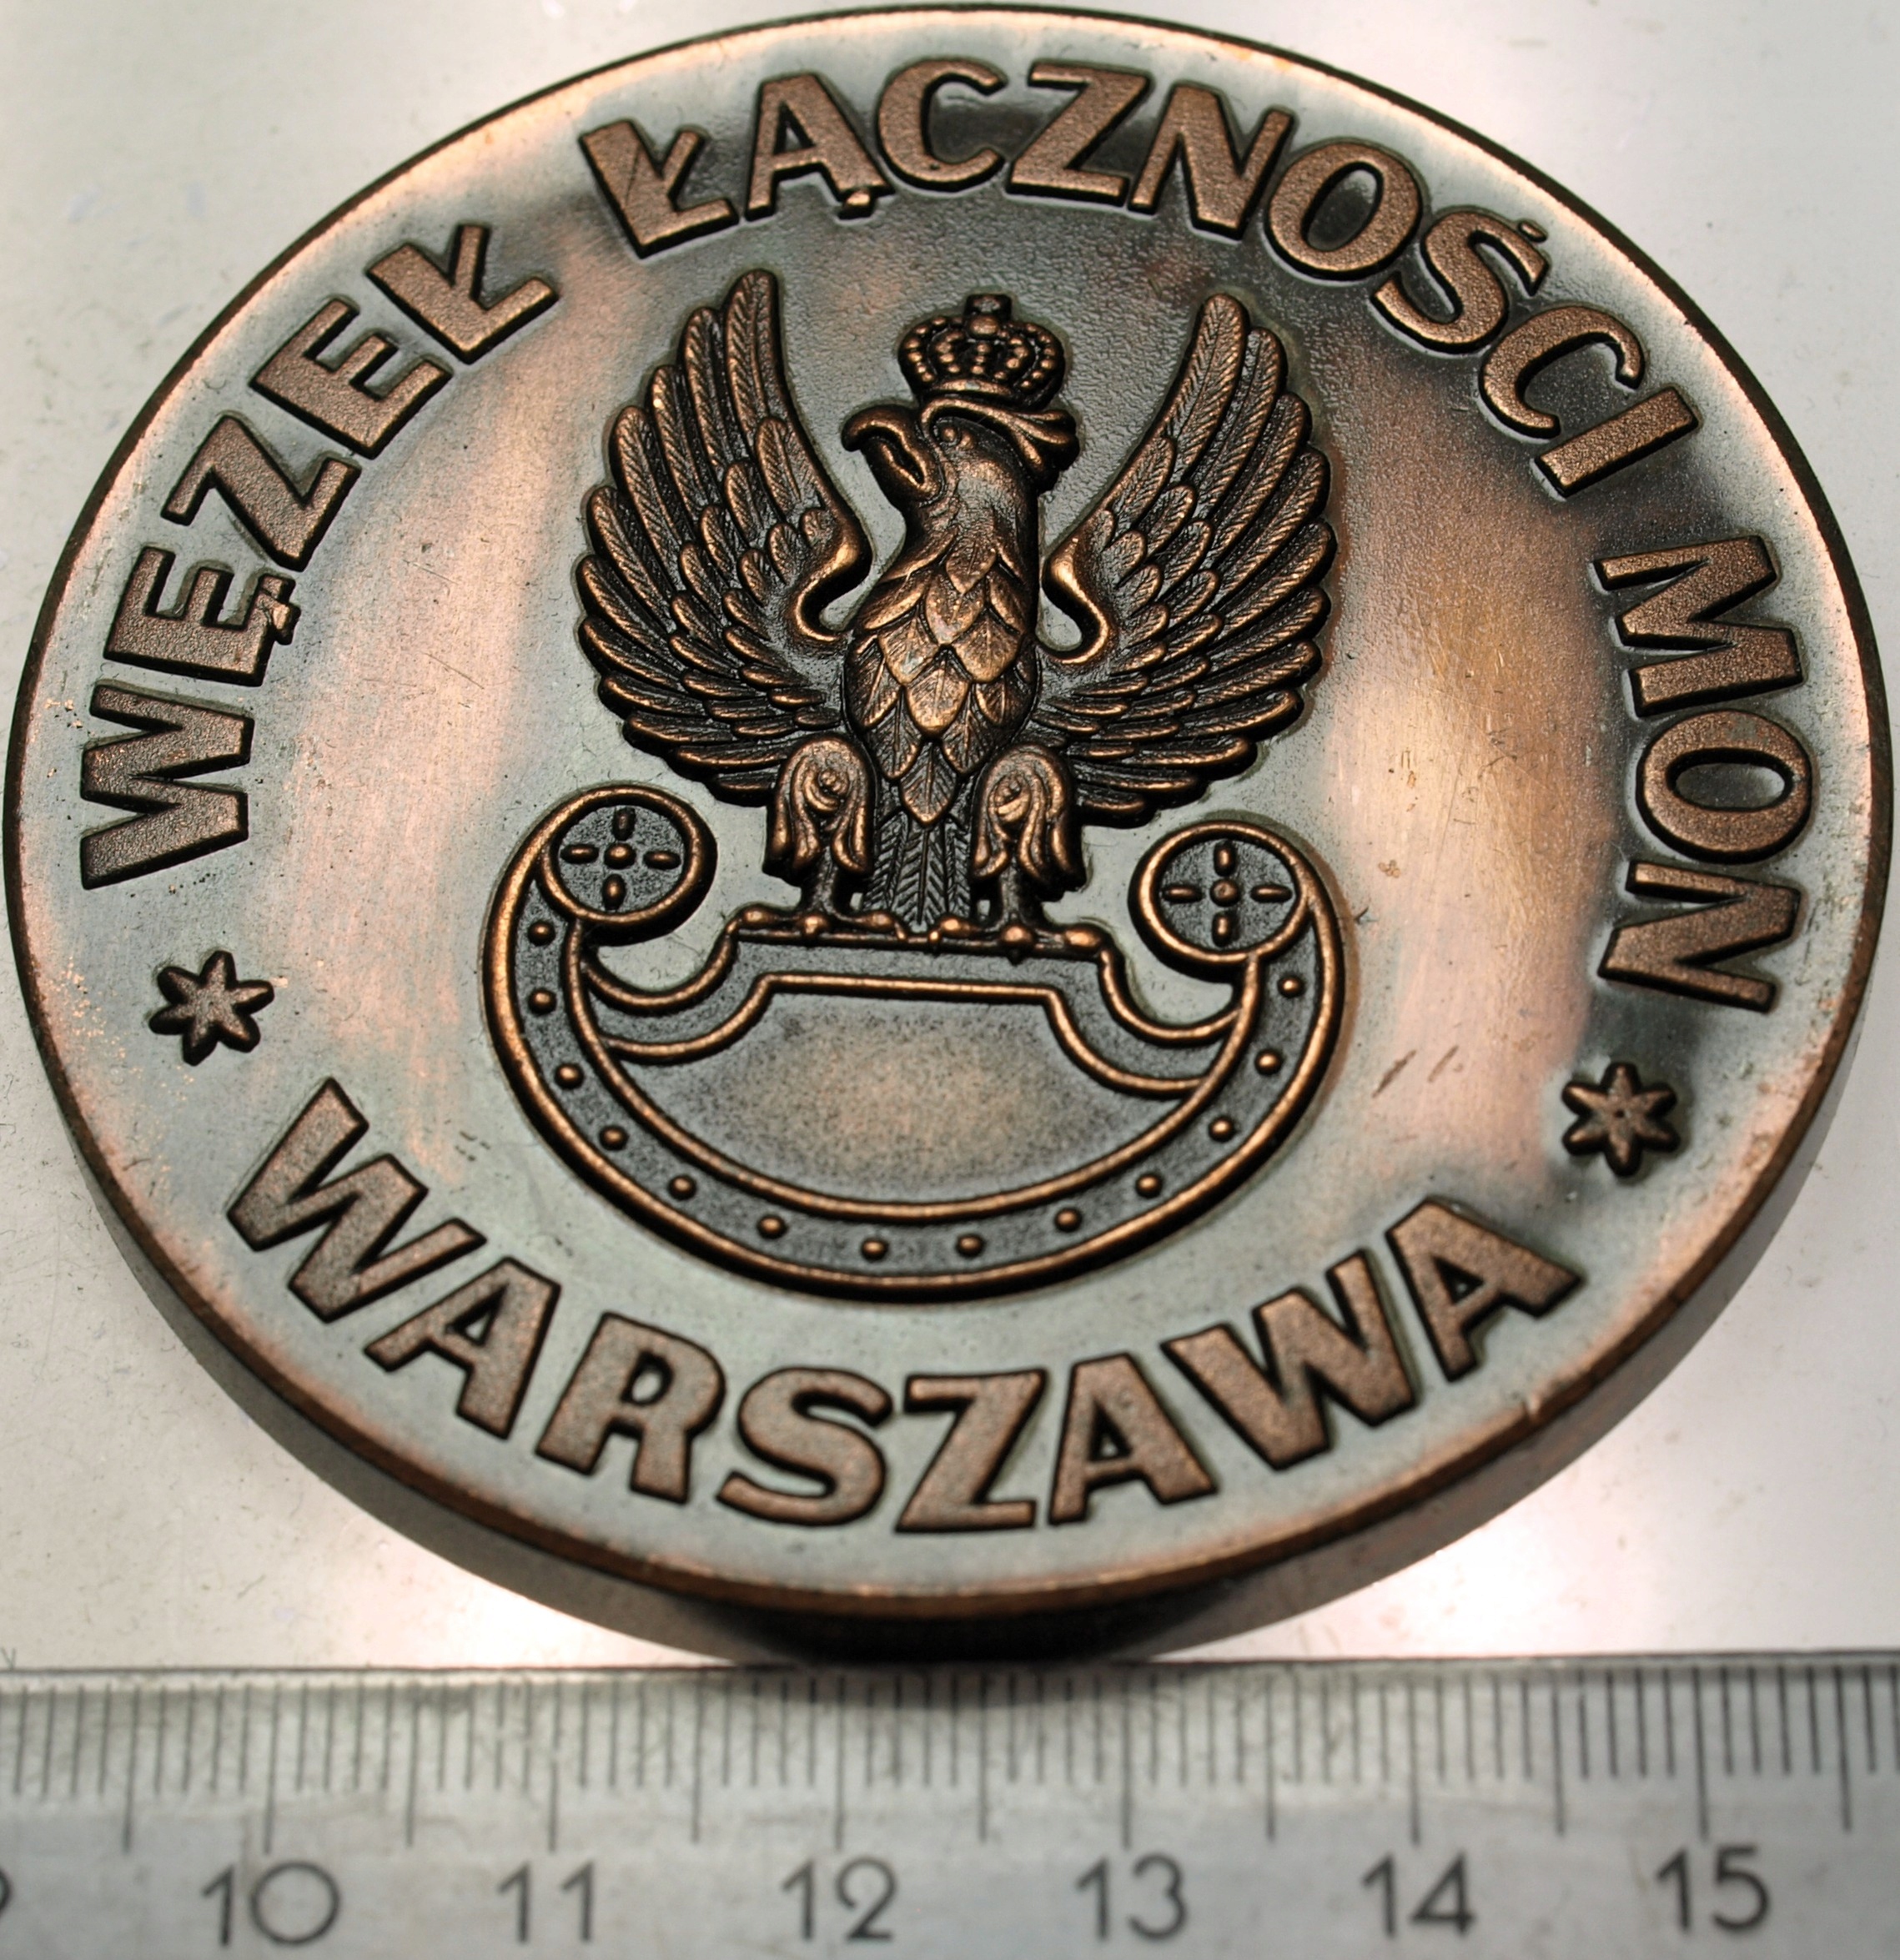 WĘZEŁ ŁĄCZNOŚCI MON
* WARSZAWA *
10 11 12 13 14 15